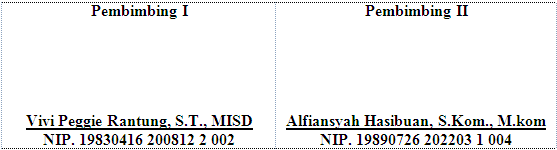 Pembimbing I
Vivi Peggie Rantung, S.T., MISD
NIP. 19830416 200812 2 002
Pembimbing II
Alfiansyah Hasibuan, S.Kom., M.kom
NIP. 19890726 202203 1 004